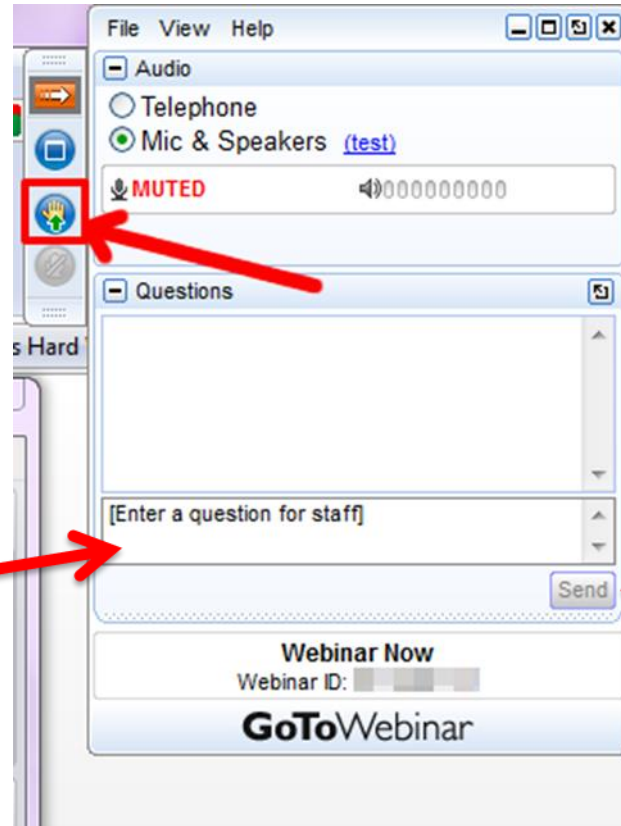 File View Help
Audio
Telephone
Mic & Speakers (test)
MUTED 000000000
Questions
s Hard
[Enter a question for staff]
Send
Webinar Now
Webinar ID:
GoToWebinar